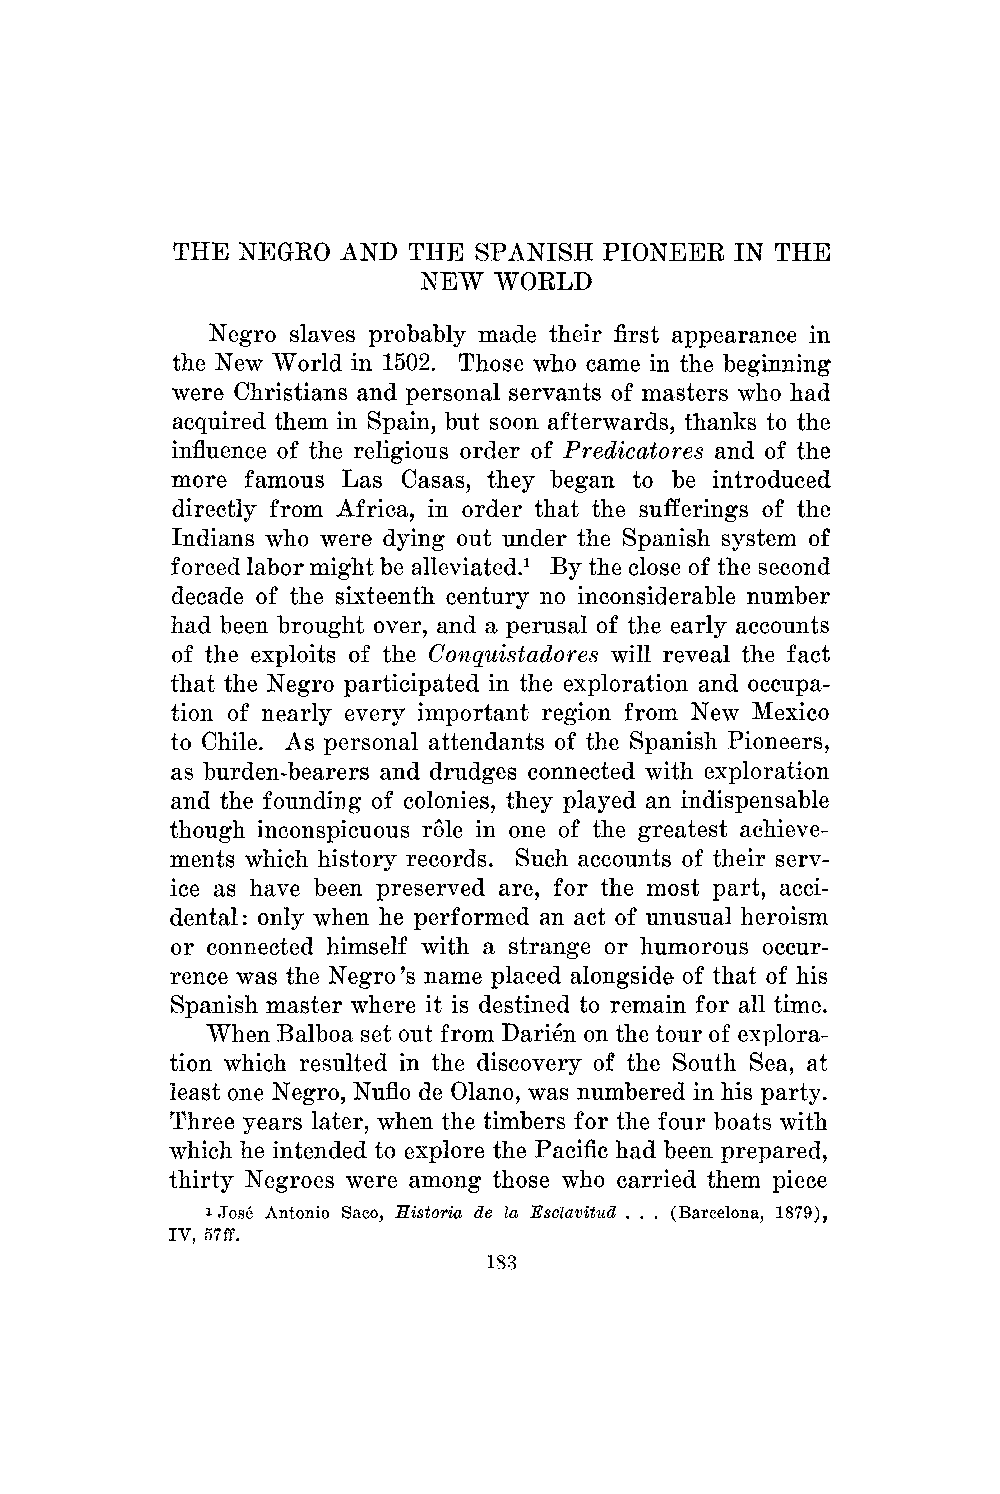 THE NEGRO AND THE SPANISH PIONEER IN THE
NEW WORLD
Negro slaves probably made their first appearance in
the New World in 1502. Those who came in the beginning
were Christians and personal servants of masters who had
acquired them in Spain, but soon afterwards, thanks to the
influence of the religious order of Predicatores and of the
more famous Las Casas, they began to be introduced
directly from Africa, in order that the sufferings of the
Indians who were dying out under the Spanish system of
forced labor might be alleviated.¹ By the close of the second
decade of the sixteenth century no inconsiderable number
had been brought over, and a perusal of the early accounts
of the exploits of the Conquistadores will reveal the fact
that the Negro participated in the exploration and occupa-
tion of nearly every important region from New Mexico
to Chile. As personal attendants of the Spanish Pioneers,
as burden-bearers and drudges connected with exploration
and the founding of colonies, they played an indispensable
though inconspicuous rôle in one of the greatest achieve-
ments which history records. Such accounts of their serv-
ice as have been preserved are, for the most part, acci-
dental: only when he performed an act of unusual heroism
or connected himself with a strange or humorous occur-
rence was the Negro's name placed alongside of that of his
Spanish master where it is destined to remain for all time.
When Balboa set out from Darién on the tour of explora-
tion which resulted in the discovery of the South Sea, at
least one Negro, Nuflo de Olano, was numbered in his party.
Three years later, when the timbers for the four boats with
which he intended to explore the Pacific had been prepared,
thirty Negroes were among those who carried them piece
¹ José Antonio Saco, Historia de la Esclavitud . . . (Barcelona, 1879),
IV, 57ff.
183